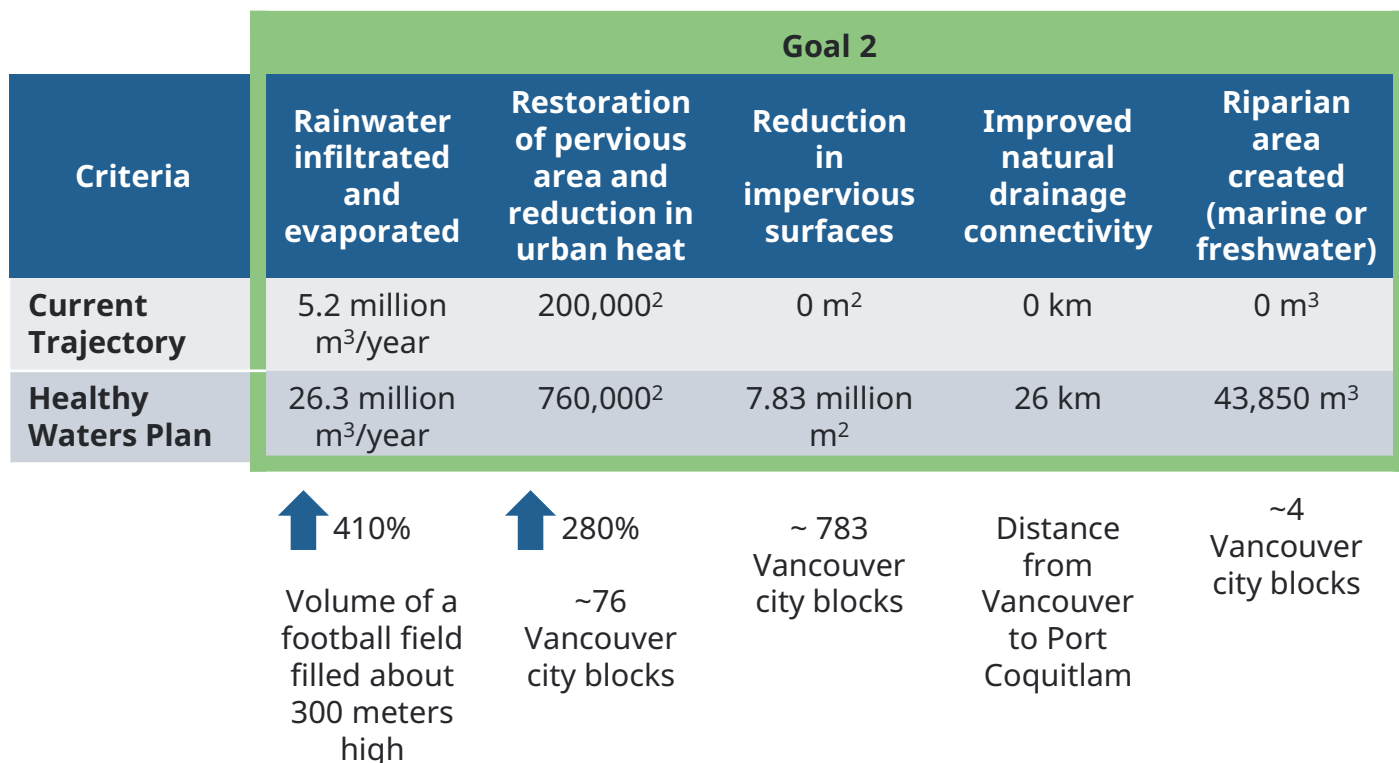 Goal 2
Criteria
Rainwater
infiltrated
and
evaporated
Restoration
of pervious
area and
reduction in
urban heat
Reduction
in
impervious
surfaces
Improved
natural
drainage
connectivity
Riparian
area
created
(marine or
freshwater)
Current
Trajectory
5.2 million
m³/year
200,000²
0 m²
0 km
0 m³
Healthy
Waters Plan
26.3 million
m³/year
760,000²
7.83 million
m²
26 km
43,850 m³
410%
Volume of a
football field
filled about
300 meters
high
280%
~76
Vancouver
city blocks
~ 783
Vancouver
city blocks
Distance
from
Vancouver
to Port
Coquitlam
~4
Vancouver
city blocks